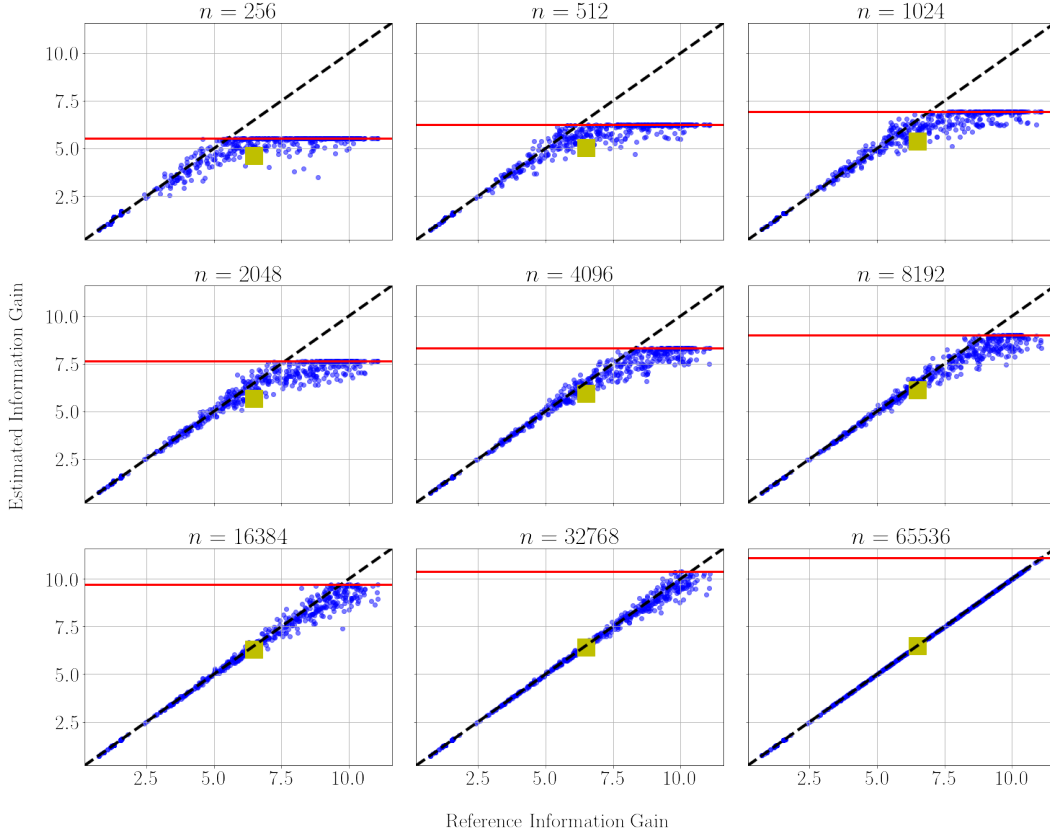 n = 256 n = 512 n = 1024
10.0
7.5
5.0
2.5
n = 2048 n = 4096 n = 8192
10.0
7.5
5.0
2.5
Estimated Information Gain
n = 16384 n = 32768 n = 65536
10.0
7.5
5.0
2.5
2.5 5.0 7.5 10.0 2.5 5.0 7.5 10.0 2.5 5.0 7.5 10.0
Reference Information Gain